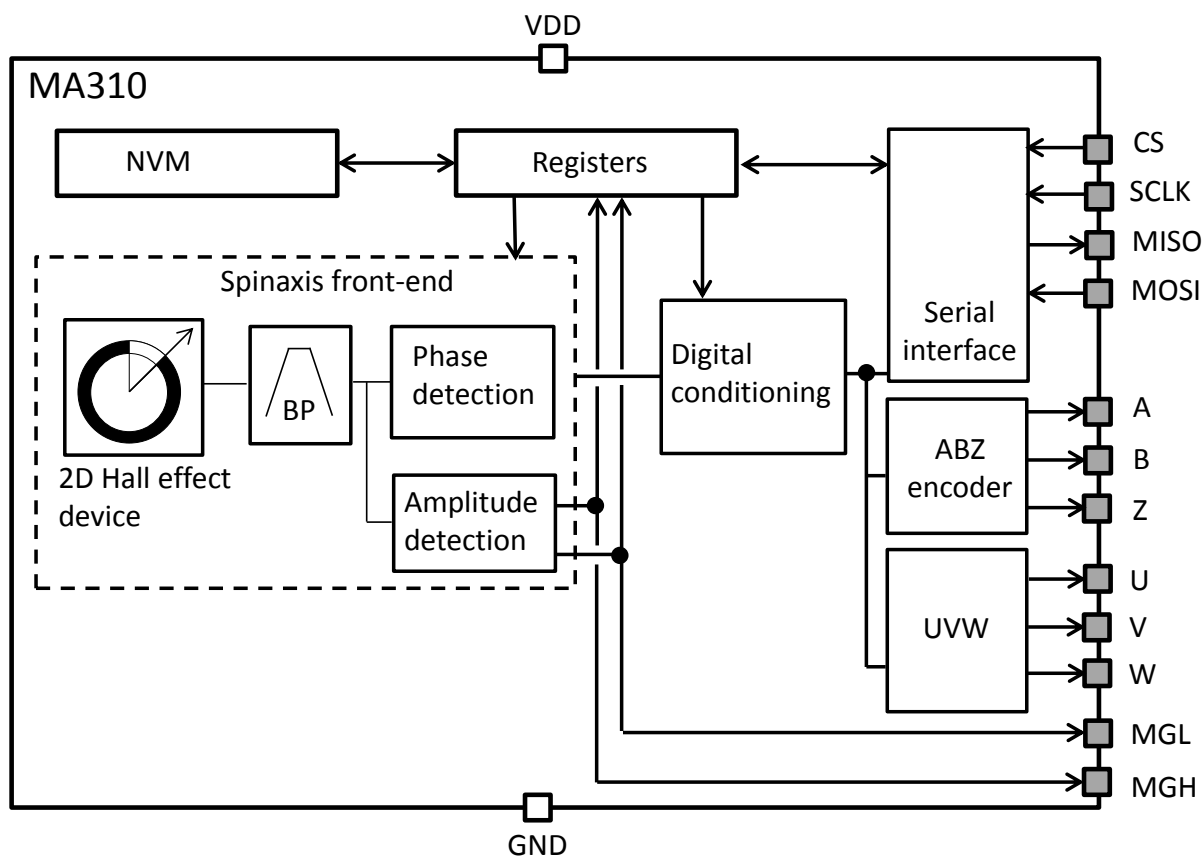 VDD
MA310
NVM
Registers
CS
SCLK
MISO
MOSI
Serial
interface
Spinaxis front-end
Phase
detection
BP
2D Hall effect
device
Amplitude
detection
Digital
conditioning
ABZ
encoder
A
B
Z
UVW
U
V
W
MGL
MGH
GND